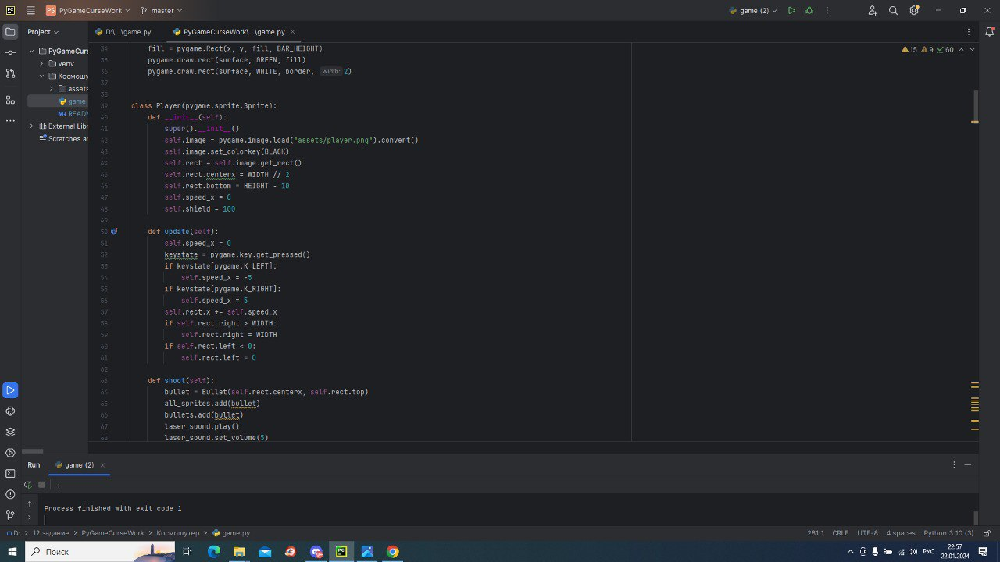 PC P6 PyGameCurseWork master game (2)
Project D:\...\game.py PyGameCurseWork\...\game.py
PyGameCurs
venv
Космошу
assets
game.
M↓ READM
External Libr
Scratches ar
15 9 60
34 fill = pygame.Rect(x, y, fill, BAR_HEIGHT)
35 pygame.draw.rect(surface, GREEN, fill)
36 pygame.draw.rect(surface, WHITE, border, width: 2)
37
38
39 class Player(pygame.sprite.Sprite):
40 def __init__(self):
41 super().__init__()
42 self.image = pygame.image.load("assets/player.png").convert()
43 self.image.set_colorkey(BLACK)
44 self.rect = self.image.get_rect()
45 self.rect.centerx = WIDTH // 2
46 self.rect.bottom = HEIGHT - 10
47 self.speed_x = 0
48 self.shield = 100
49
50 def update(self):
51 self.speed_x = 0
52 keystate = pygame.key.get_pressed()
53 if keystate[pygame.K_LEFT]:
54 self.speed_x = -5
55 if keystate[pygame.K_RIGHT]:
56 self.speed_x = 5
57 self.rect.x += self.speed_x
58 if self.rect.right > WIDTH:
59 self.rect.right = WIDTH
60 if self.rect.left < 0:
61 self.rect.left = 0
62
63 def shoot(self):
64 bullet = Bullet(self.rect.centerx, self.rect.top)
65 all_sprites.add(bullet)
66 bullets.add(bullet)
67 laser_sound.play()
68 laser_sound.set_volume(5)
Run game (2)
Process finished with exit code 1
D: 12 задание PyGameCurseWork Космошутер game.py 281:1 CRLF UTF-8 4 spaces Python 3.10 (3)
Поиск PC РУС 22:57
22.01.2024